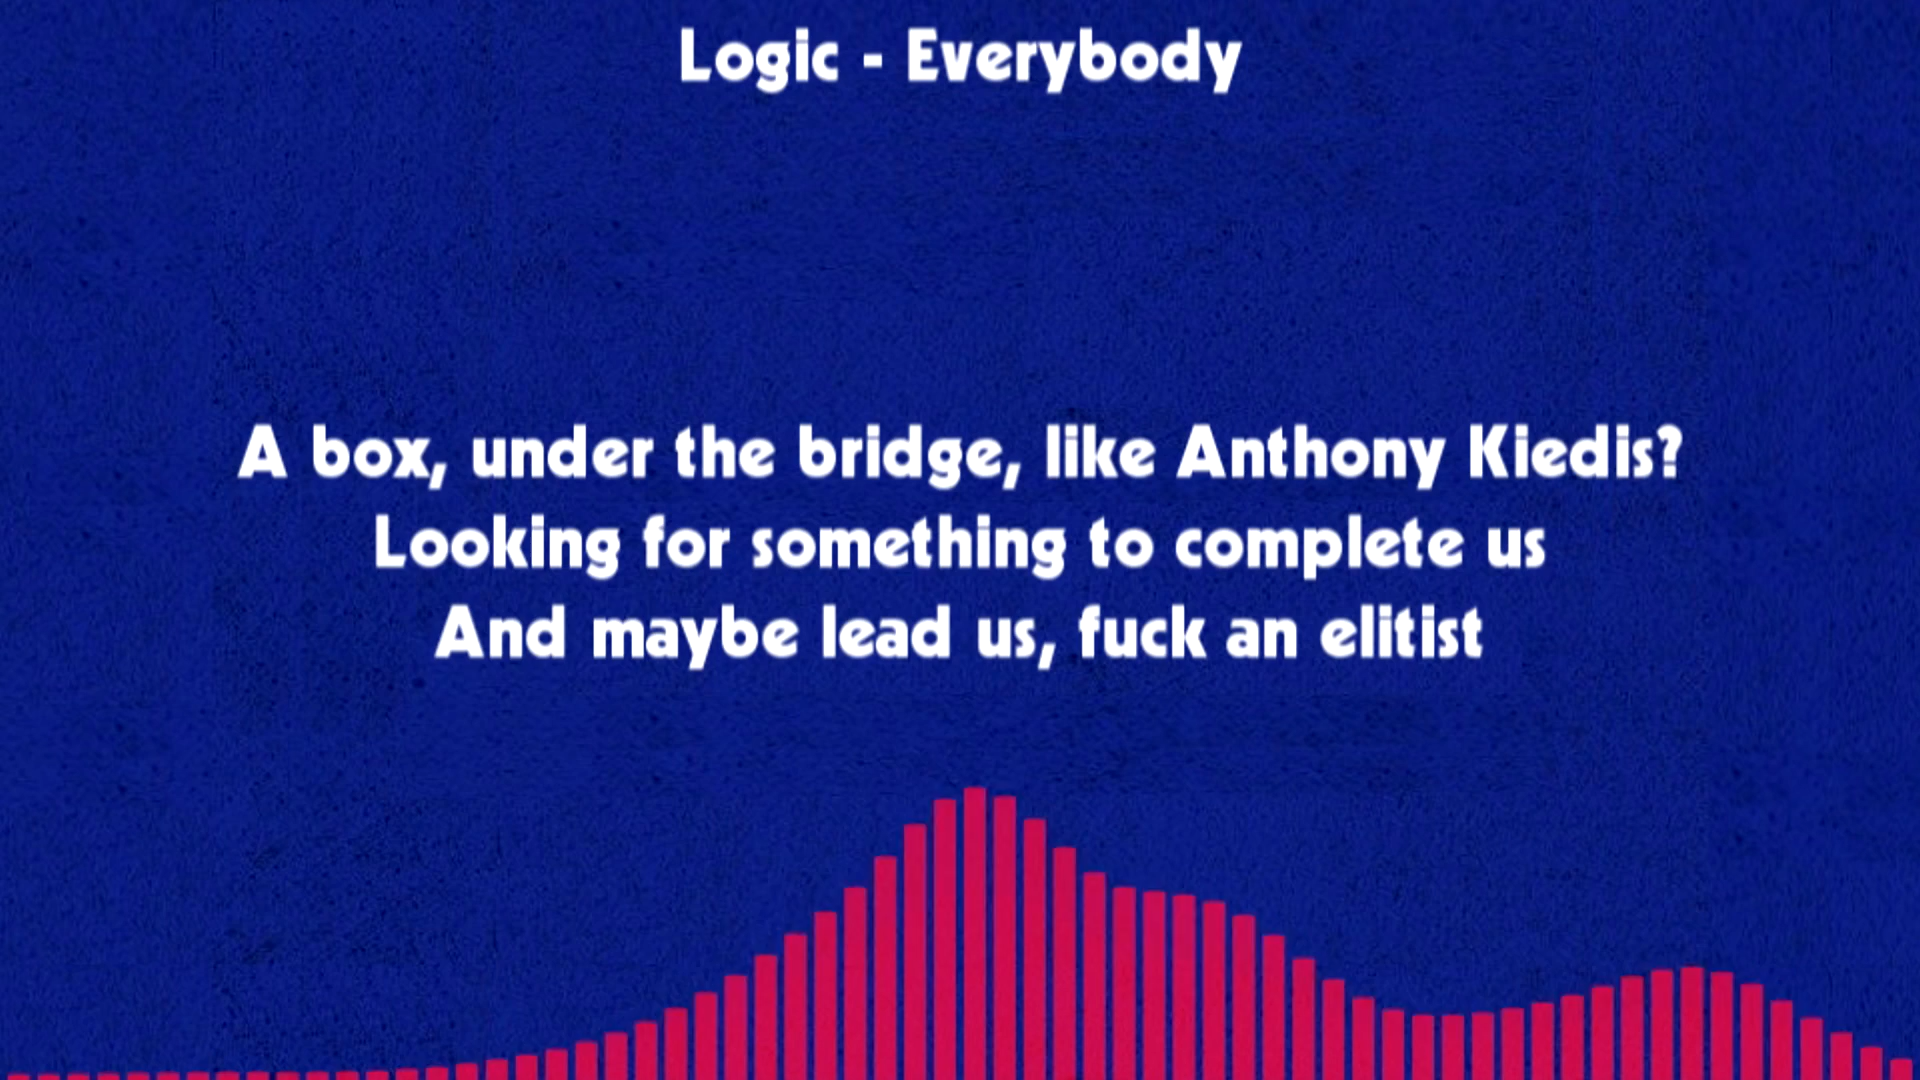 Logic - Everybody
A box, under the bridge, like Anthony Kiedis?
Looking for something to complete us
And maybe lead us, fuck an elitist